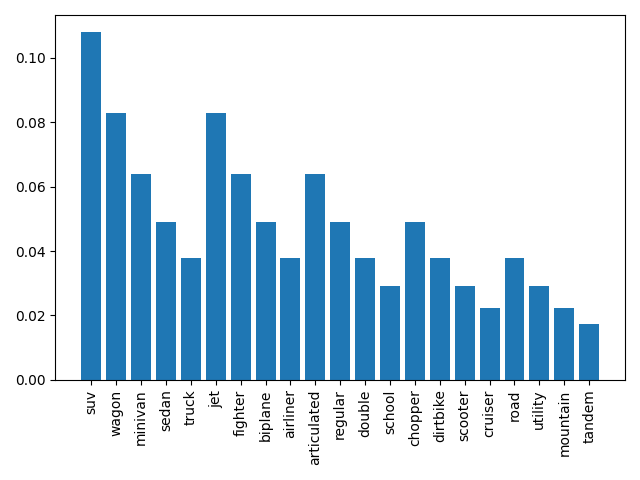 0.10
0.08
0.06
0.04
0.02
0.00
suv
wagon
minivan
sedan
truck
jet
fighter
biplane
airliner
articulated
regular
double
school
chopper
dirtbike
scooter
cruiser
road
utility
mountain
tandem